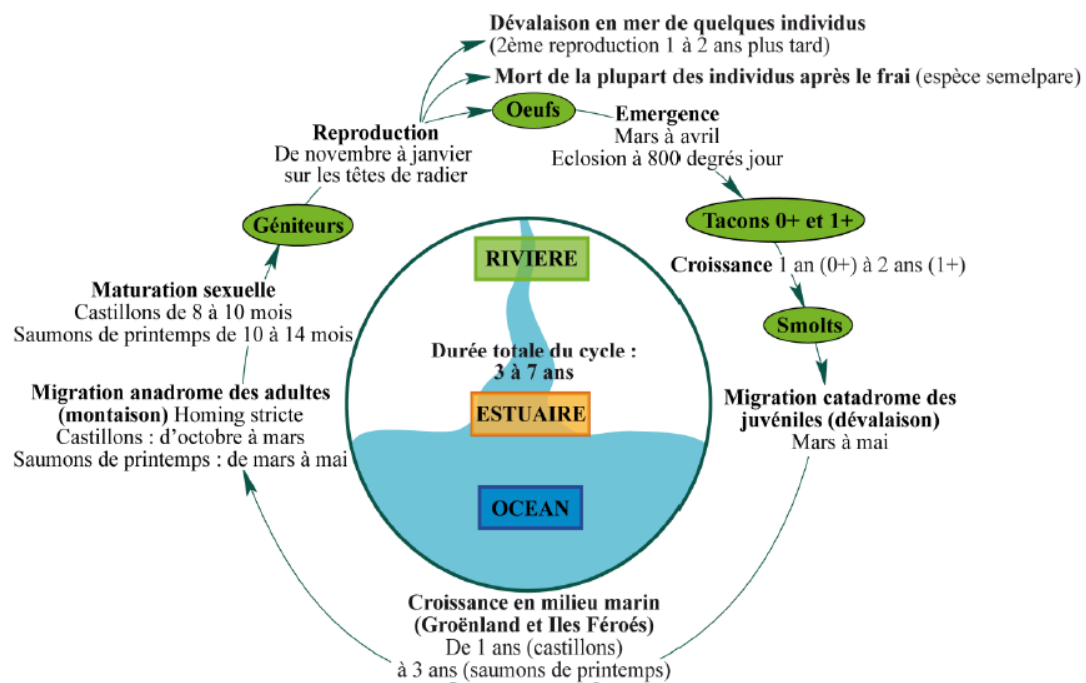 Dévalaison en mer de quelques individus
(2ème reproduction 1 à 2 ans plus tard)
Mort de la plupart des individus après le frai (espèce semelpare)
Oeufs
Emergence
Mars à avril
Eclosion à 800 degrés jour
Reproduction
De novembre à janvier
sur les têtes de radier
Géniteurs
Tacons 0+ et 1+
RIVIERE
Croissance 1 an (0+) à 2 ans (1+)
Maturation sexuelle
Castillons de 8 à 10 mois
Saumons de printemps de 10 à 14 mois
Smolts
Durée totale du cycle :
3 à 7 ans
Migration anadrome des adultes
(montaison) Homing stricte
Castillons : d'octobre à mars
Saumons de printemps : de mars à mai
ESTUAIRE
Migration catadrome des
juvéniles (dévalaison)
Mars à mai
OCEAN
Croissance en milieu marin
(Groënland et Iles Féroés)
De 1 ans (castillons)
à 3 ans (saumons de printemps)